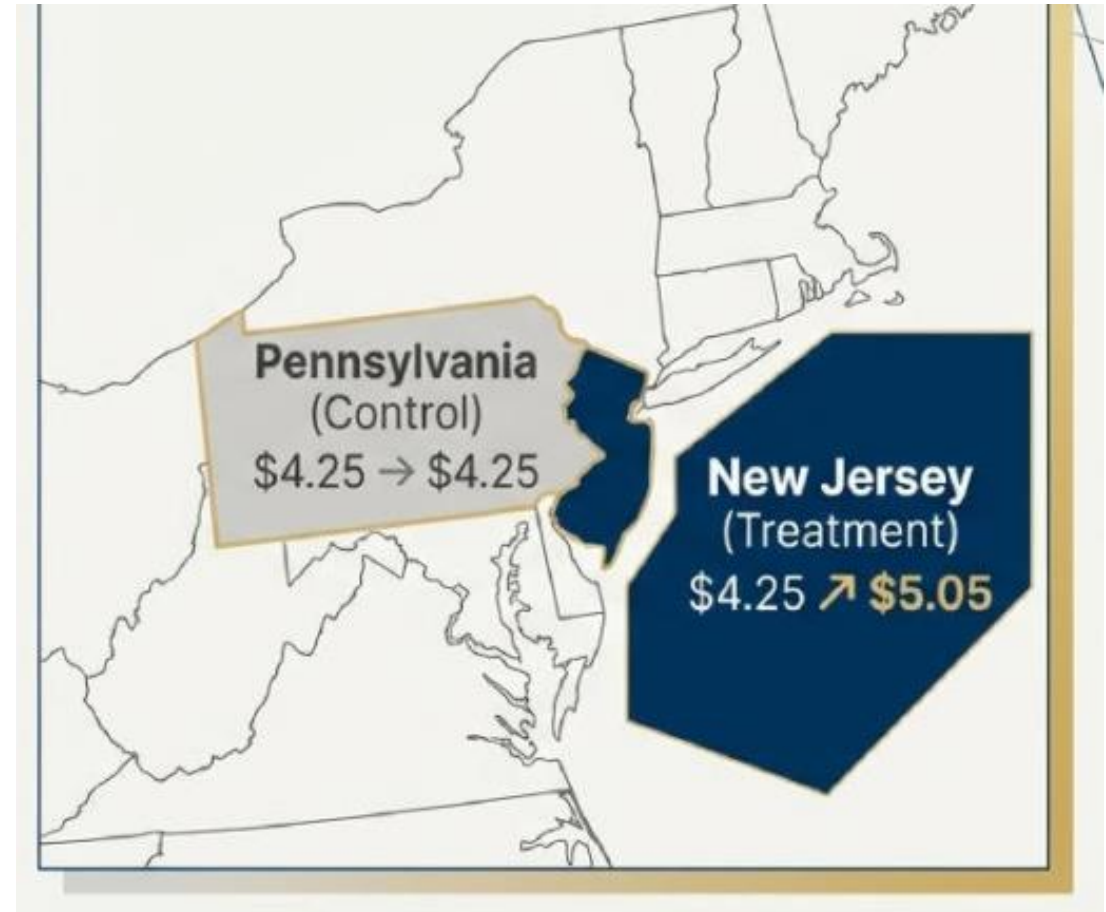 Pennsylvania
(Control)
$4.25 → $4.25
New Jersey
(Treatment)
$4.25 ↗ $5.05